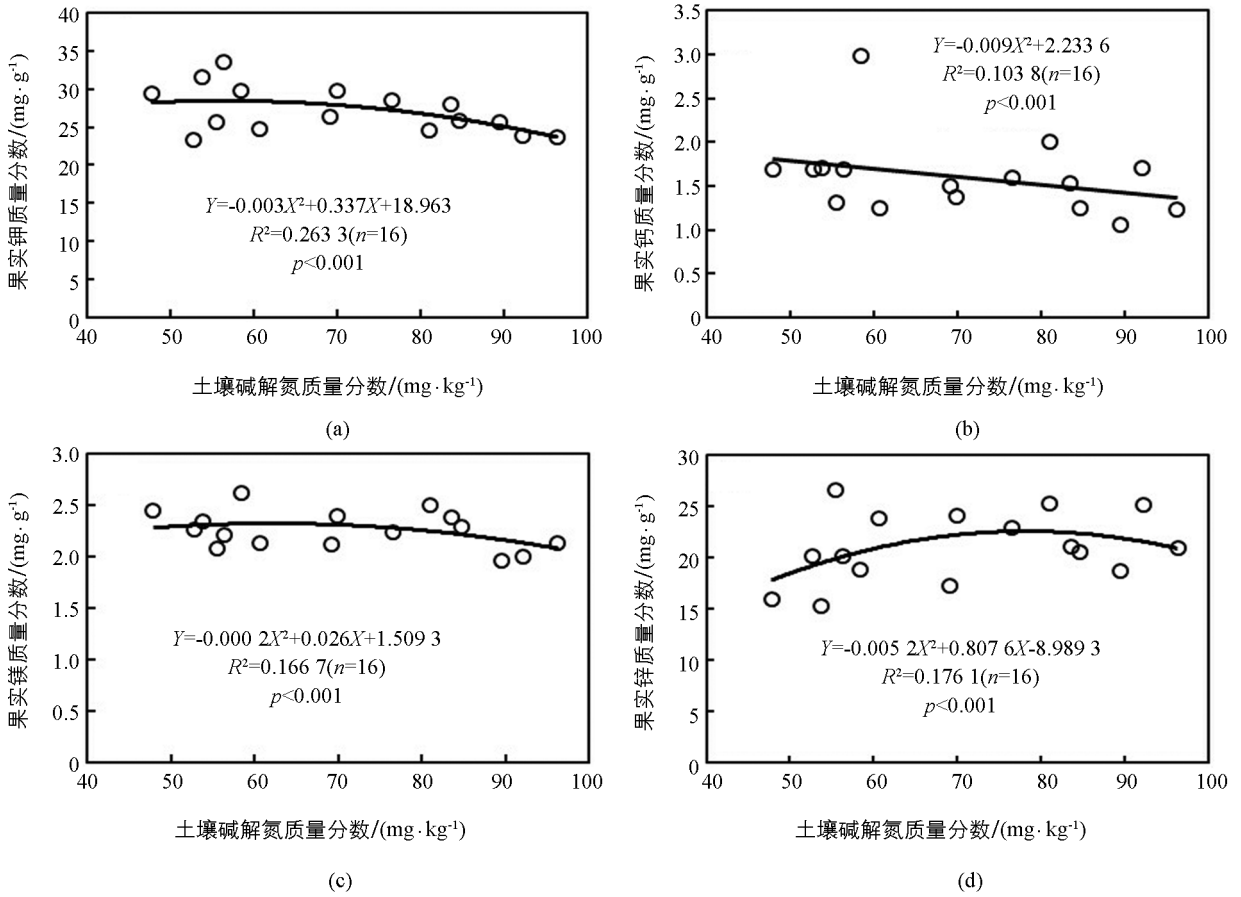 果实钾质量分数/(mg·g⁻¹)
40
35
30
25
20
15
10
5
0
Y=-0.003X²+0.337X+18.963
R²=0.263 3(n=16)
p<0.001
40 50 60 70 80 90 100
土壤碱解氮质量分数/(mg·kg⁻¹)
(a)
果实钙质量分数/(mg·g⁻¹)
3.5
3.0
2.5
2.0
1.5
1.0
0.5
0
Y=-0.009X²+2.233 6
R²=0.103 8(n=16)
p<0.001
40 50 60 70 80 90 100
土壤碱解氮质量分数/(mg·kg⁻¹)
(b)
果实镁质量分数/(mg·g⁻¹)
3.0
2.5
2.0
1.5
1.0
0.5
0
Y=-0.000 2X²+0.026X+1.509 3
R²=0.166 7(n=16)
p<0.001
40 50 60 70 80 90 100
土壤碱解氮质量分数/(mg·kg⁻¹)
(c)
果实锌质量分数/(mg·g⁻¹)
30
25
20
15
10
5
0
Y=-0.005 2X²+0.807 6X-8.989 3
R²=0.176 1(n=16)
p<0.001
40 50 60 70 80 90 100
土壤碱解氮质量分数/(mg·kg⁻¹)
(d)